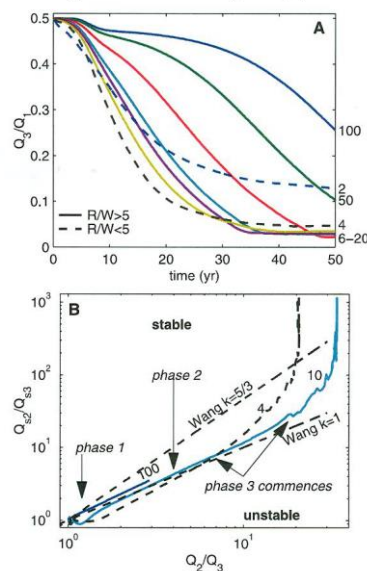 A
Q3/Q1
0.5
0.4
0.3
0.2
0.1
0
100
2
50
4
6-20
R/W>5
R/W<5
0 10 20 30 40 50
time (yr)
B
Qs2/Qs3
10³
10²
10¹
10⁰
stable
phase 2
phase 1
Wang k=5/3
10
4
100
Wang k=1
phase 3 commences
unstable
10⁰ 10¹
Q2/Q3